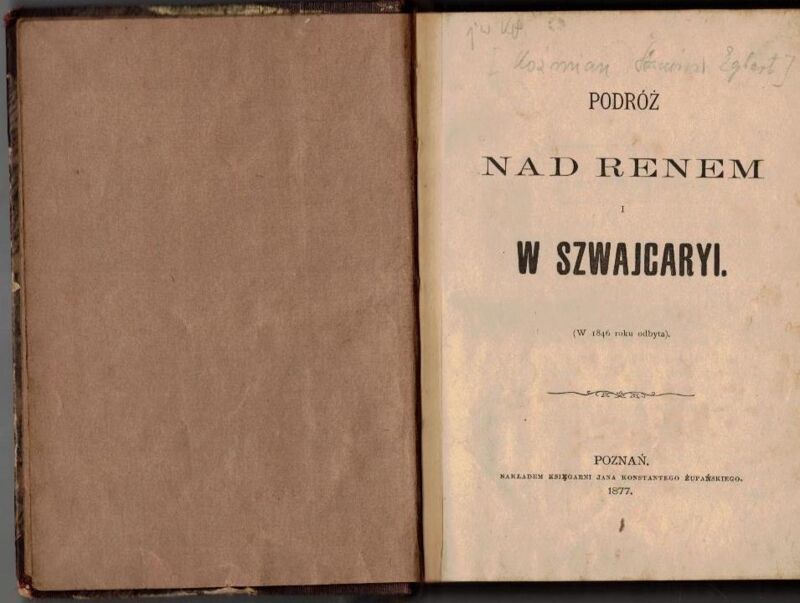 [Koźmian Stanisław Egbert]
PODRÓŻ
NAD RENEM
I
W SZWAJCARYI.
(W 1846 roku odbyta).
POZNAŃ.
NAKŁADEM KSIĘGARNI JANA KONSTANTEGO ŻUPAŃSKIEGO.
1877.